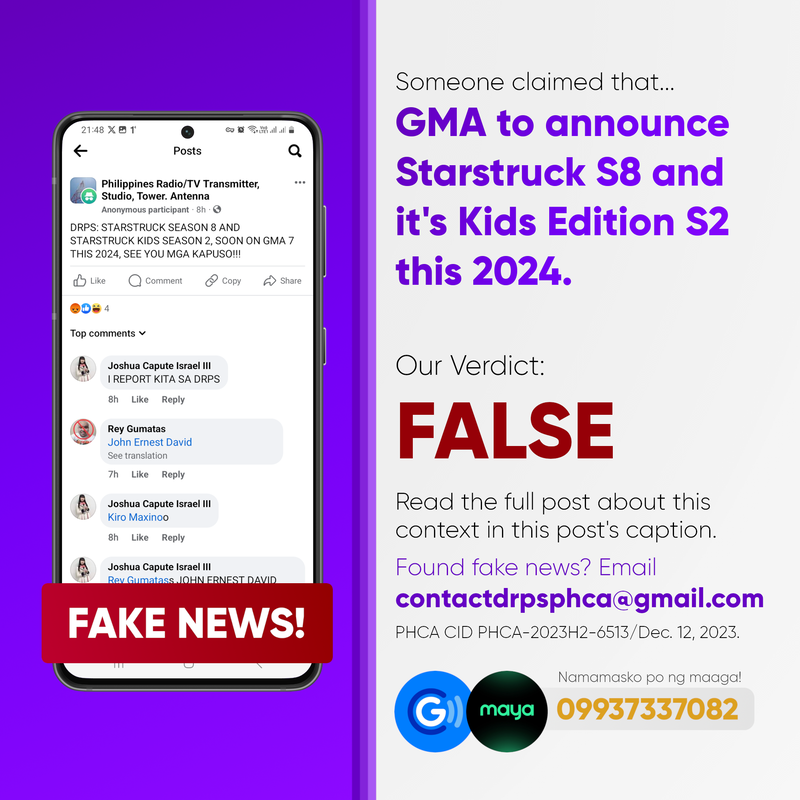 21:48
Posts
Philippines Radio/TV Transmitter,
Studio, Tower. Antenna
Anonymous participant · 8h ·
DRPS: STARSTRUCK SEASON 8 AND
STARSTRUCK KIDS SEASON 2, SOON ON GMA 7
THIS 2024, SEE YOU MGA KAPUSO!!!
Like Comment Copy Share
4
Top comments
Joshua Capute Israel III
I REPORT KITA SA DRPS
8h Like Reply
Rey Gumatas
John Ernest David
See translation
7h Like Reply
Joshua Capute Israel III
Kiro Maxinoo
8h Like Reply
Joshua Capute Israel III
Rey Gumatass JOHN ERNEST DAVID
FAKE NEWS!
Someone claimed that...
GMA to announce
Starstruck S8 and
it's Kids Edition S2
this 2024.
Our Verdict:
FALSE
Read the full post about this
context in this post's caption.
Found fake news? Email
contactdrpsphca@gmail.com
PHCA CID PHCA-2023H2-6513/Dec. 12, 2023.
Namamasko po ng maaga!
G maya 09937337082